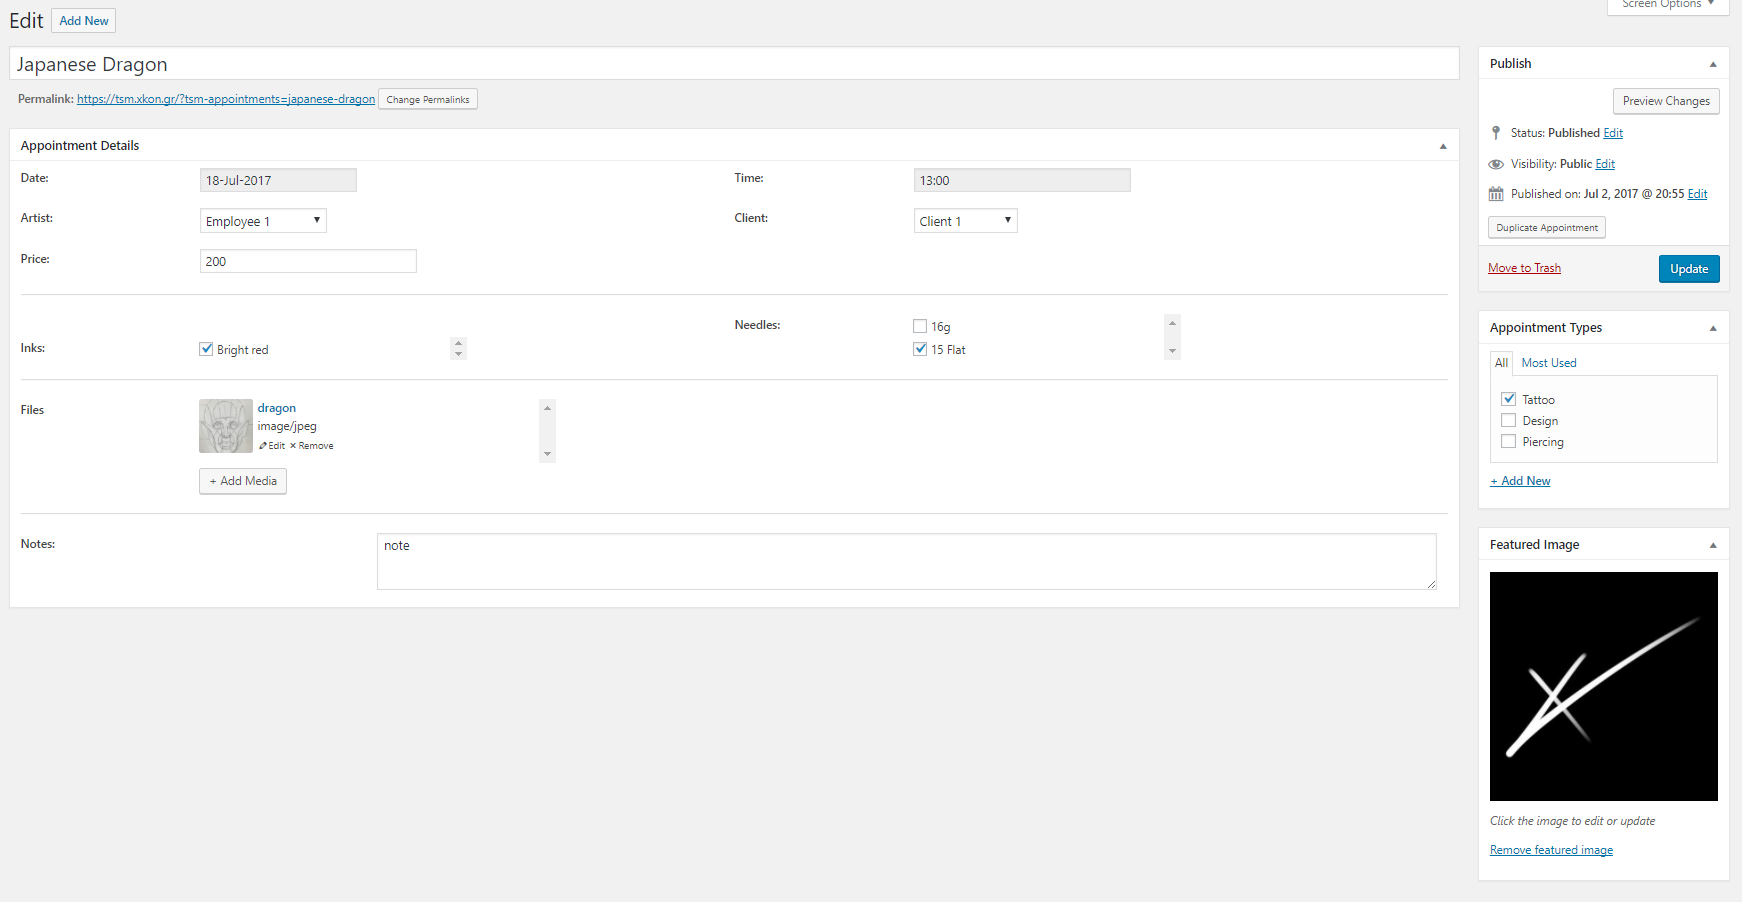 Edit Add New
Screen Options
Japanese Dragon
Permalink: https://tsm.xkon.gr/?tsm-appointments=japanese-dragon Change Permalinks
Appointment Details
Date: 18-Jul-2017 Time: 13:00
Artist: Employee 1 Client: Client 1
Price: 200
Needles: 16g
Inks: Bright red 15 Flat
Files dragon
image/jpeg
Edit × Remove
+ Add Media
Notes: note
Publish
Preview Changes
Status: Published Edit
Visibility: Public Edit
Published on: Jul 2, 2017 @ 20:55 Edit
Duplicate Appointment
Move to Trash Update
Appointment Types
All Most Used
Tattoo
Design
Piercing
+ Add New
Featured Image
Click the image to edit or update
Remove featured image